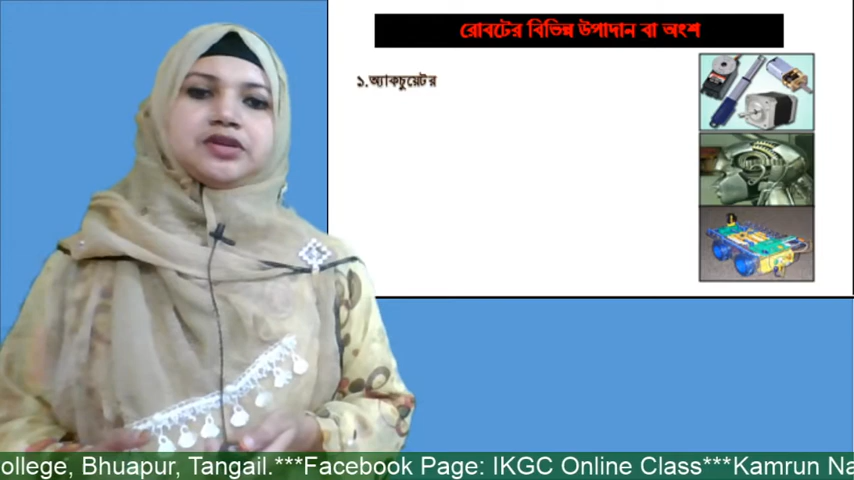 রোবটের বিভিন্ন উপাদান বা অংশ
১.অ্যাকচুয়েটর
ollege, Bhuapur, Tangail.***Facebook Page: IKGC Online Class***Kamrun Na